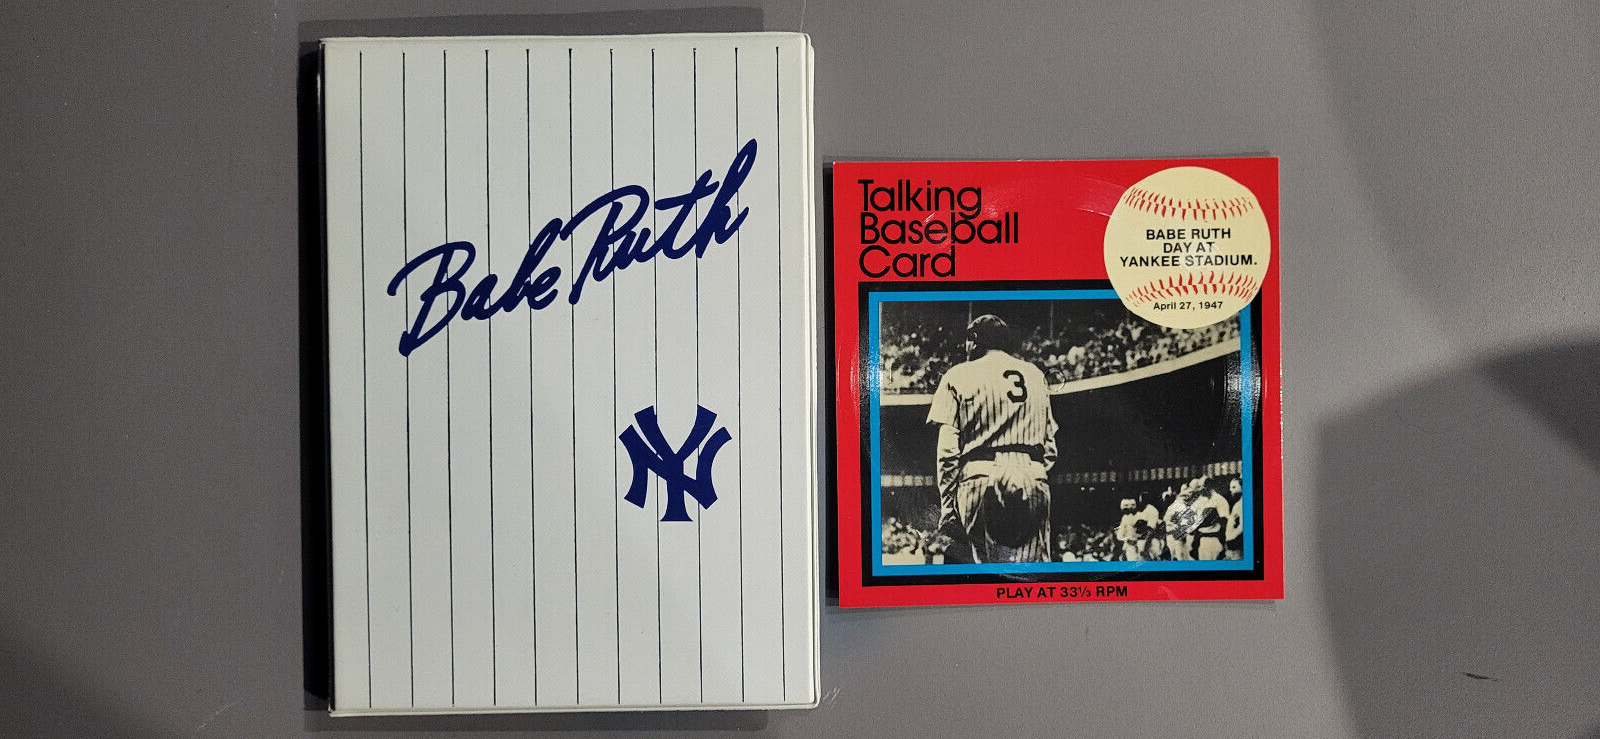 Babe Ruth
NY
Talking
Baseball
Card
BABE RUTH
DAY AT
YANKEE STADIUM.
April 27, 1947
3
PLAY AT 33⅓ RPM